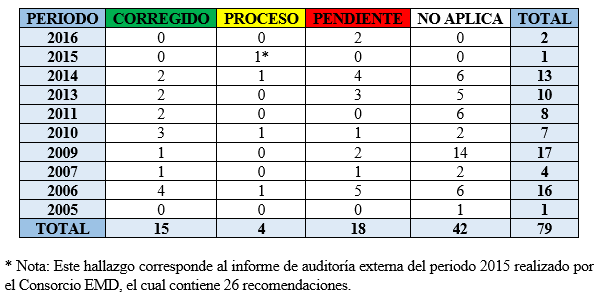 PERIODO CORREGIDO PROCESO PENDIENTE NO APLICA TOTAL
2016 0 0 2 0 2
2015 0 1* 0 0 1
2014 2 1 4 6 13
2013 2 0 3 5 10
2011 2 0 0 6 8
2010 3 1 1 2 7
2009 1 0 2 14 17
2007 1 0 1 2 4
2006 4 1 5 6 16
2005 0 0 0 1 1
TOTAL 15 4 18 42 79
* Nota: Este hallazgo corresponde al informe de auditoría externa del periodo 2015 realizado por
el Consorcio EMD, el cual contiene 26 recomendaciones.